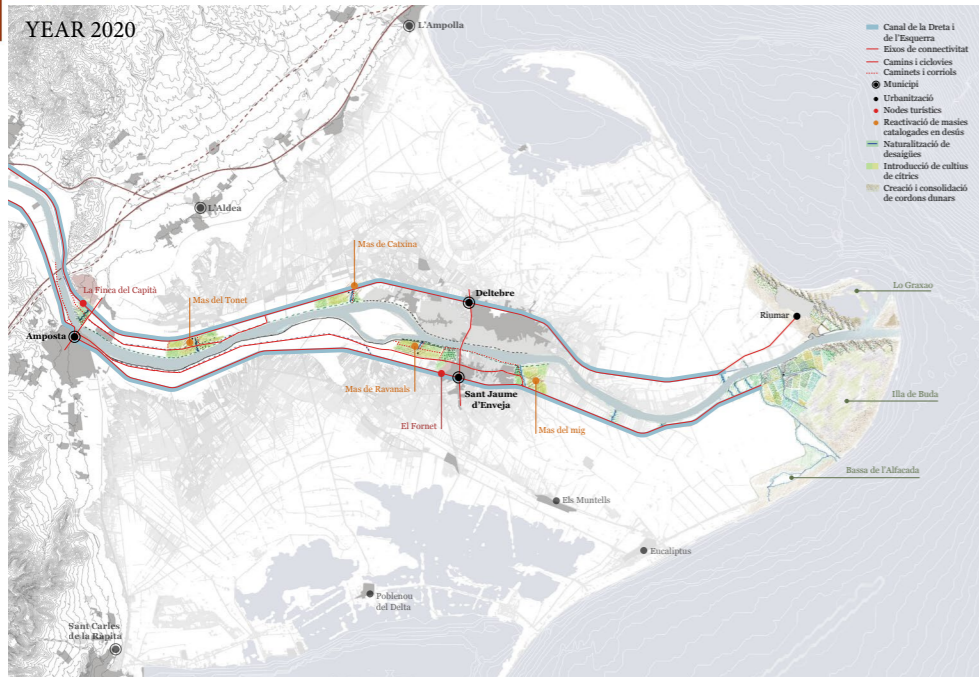 YEAR 2020
L'Ampolla
Canal de la Dreta i
de l'Esquerra
Eixos de connectivitat
Camins i ciclovies
Caminets i corriols
Municipi
Urbanització
Nodes turístics
Reactivació de masies
catalogades en desús
Naturalització de
desaigües
Introducció de cultius
de cítrics
Creació i consolidació
de cordons dunars
L'Aldea
Mas de Catxina
La Finca del Capità
Mas del Tonet
Deltebre
Lo Graxao
Riumar
Amposta
Mas de Ravanals
Sant Jaume
d'Enveja
El Fornet
Mas del mig
Illa de Buda
Bassa de l'Alfacada
Els Muntells
Eucaliptus
Poblenou
del Delta
Sant Carles
de la Ràpita